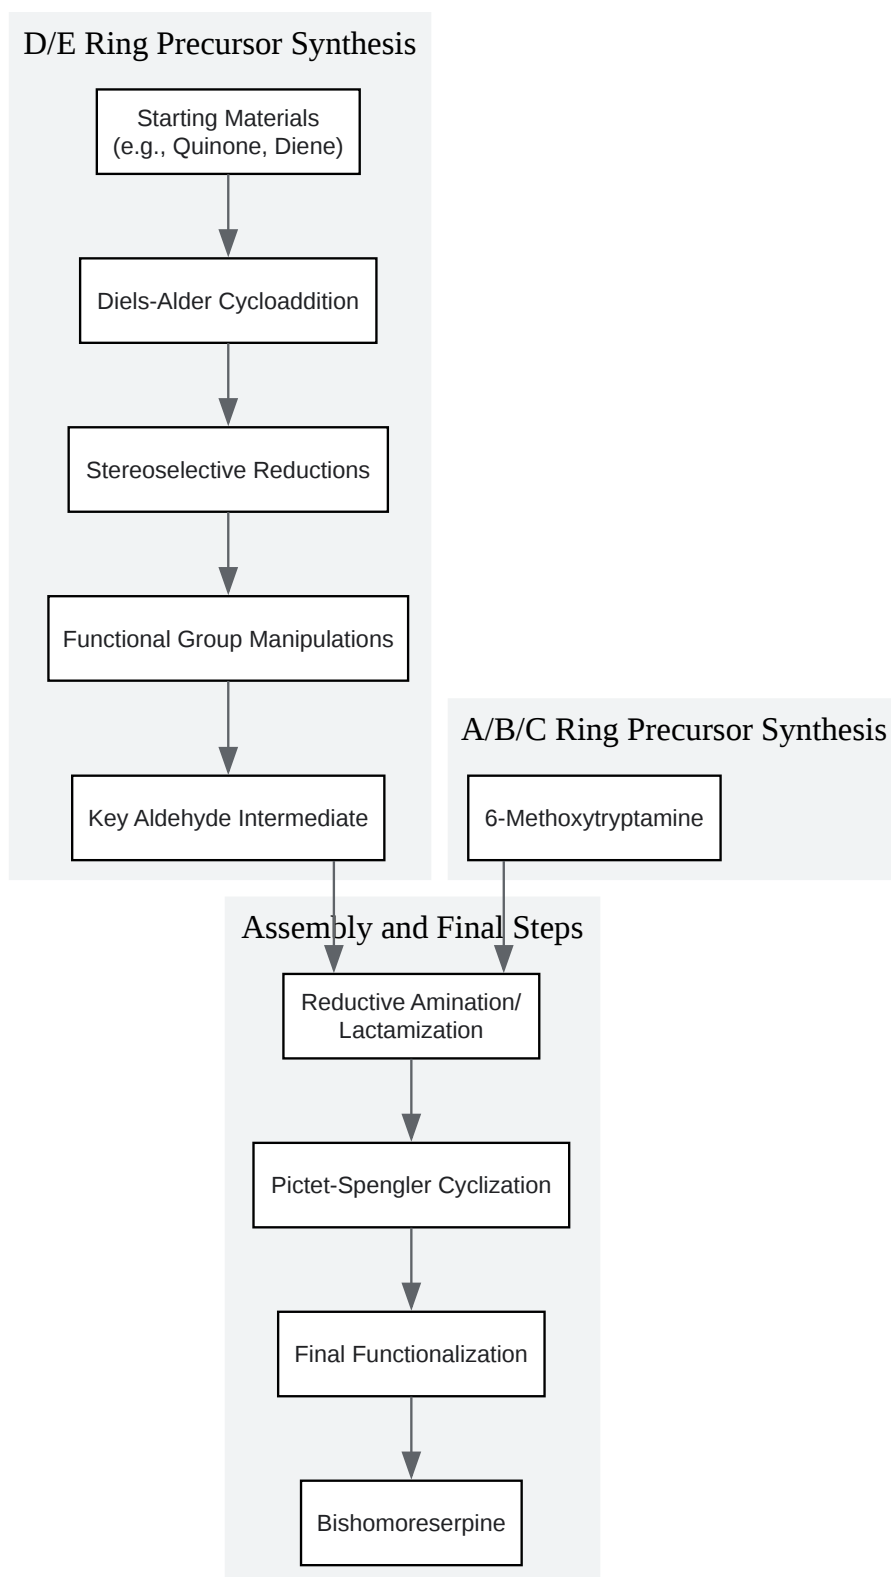 D/E Ring Precursor Synthesis
Starting Materials
(e.g., Quinone, Diene)
Diels-Alder Cycloaddition
Stereoselective Reductions
Functional Group Manipulations
Key Aldehyde Intermediate
A/B/C Ring Precursor Synthesis
6-Methoxytryptamine
Assembly and Final Steps
Reductive Amination/
Lactamization
Pictet-Spengler Cyclization
Final Functionalization
Bishomoreserpine